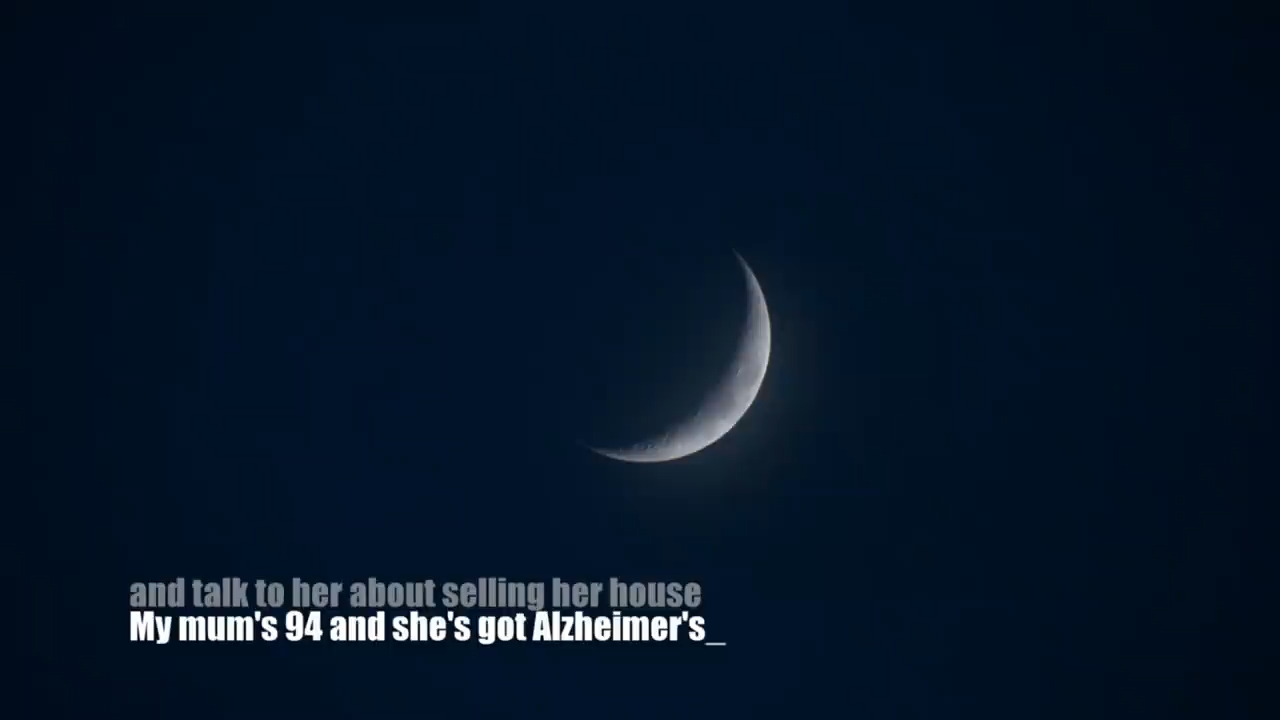 and talk to her about selling her house
My mum's 94 and she's got Alzheimer's_